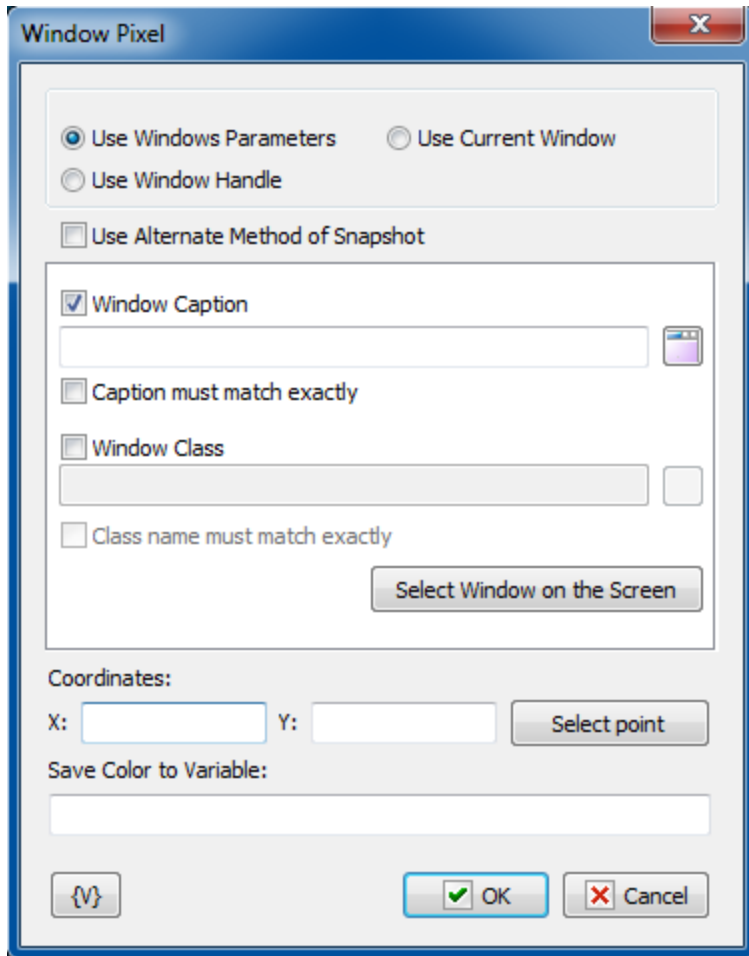 Window Pixel
Use Windows Parameters Use Current Window
Use Window Handle
Use Alternate Method of Snapshot
Window Caption
Caption must match exactly
Window Class
Class name must match exactly
Select Window on the Screen
Coordinates:
X: Y: Select point
Save Color to Variable:
{V} OK Cancel